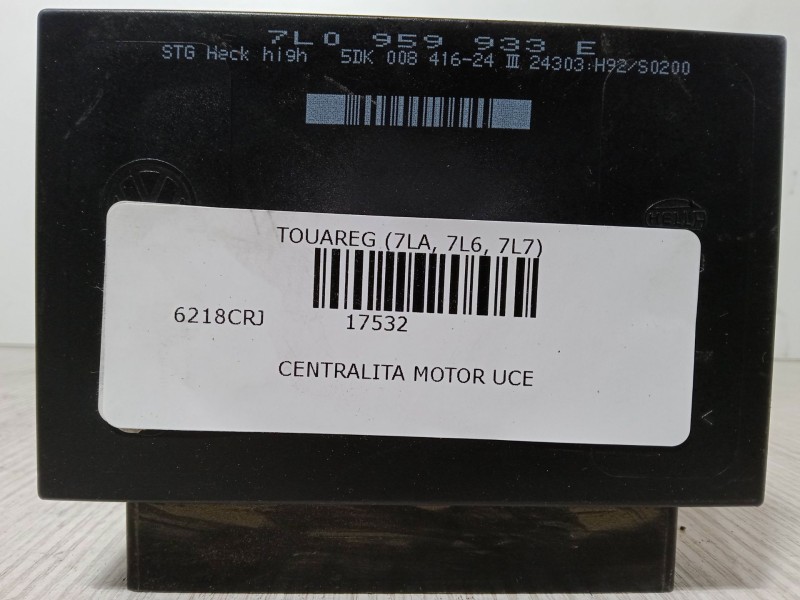 7L0 959 933 E
STG Heck high 5DK 008 416-24 III 24303:H92/S0200
HELLA
TOUAREG (7LA, 7L6, 7L7)
6218CRJ 17532
CENTRALITA MOTOR UCE